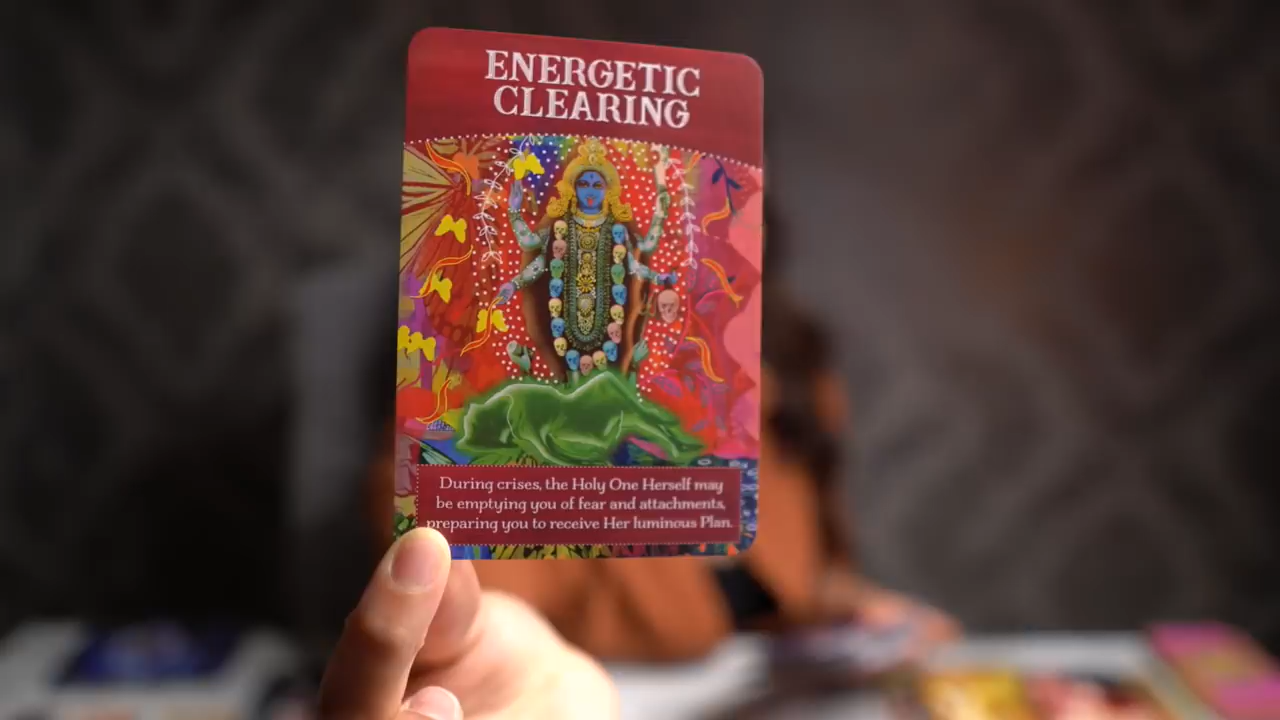 ENERGETIC
CLEARING
During crises, the Holy One Herself may
be emptying you of fear and attachments,
preparing you to receive Her luminous Plan.